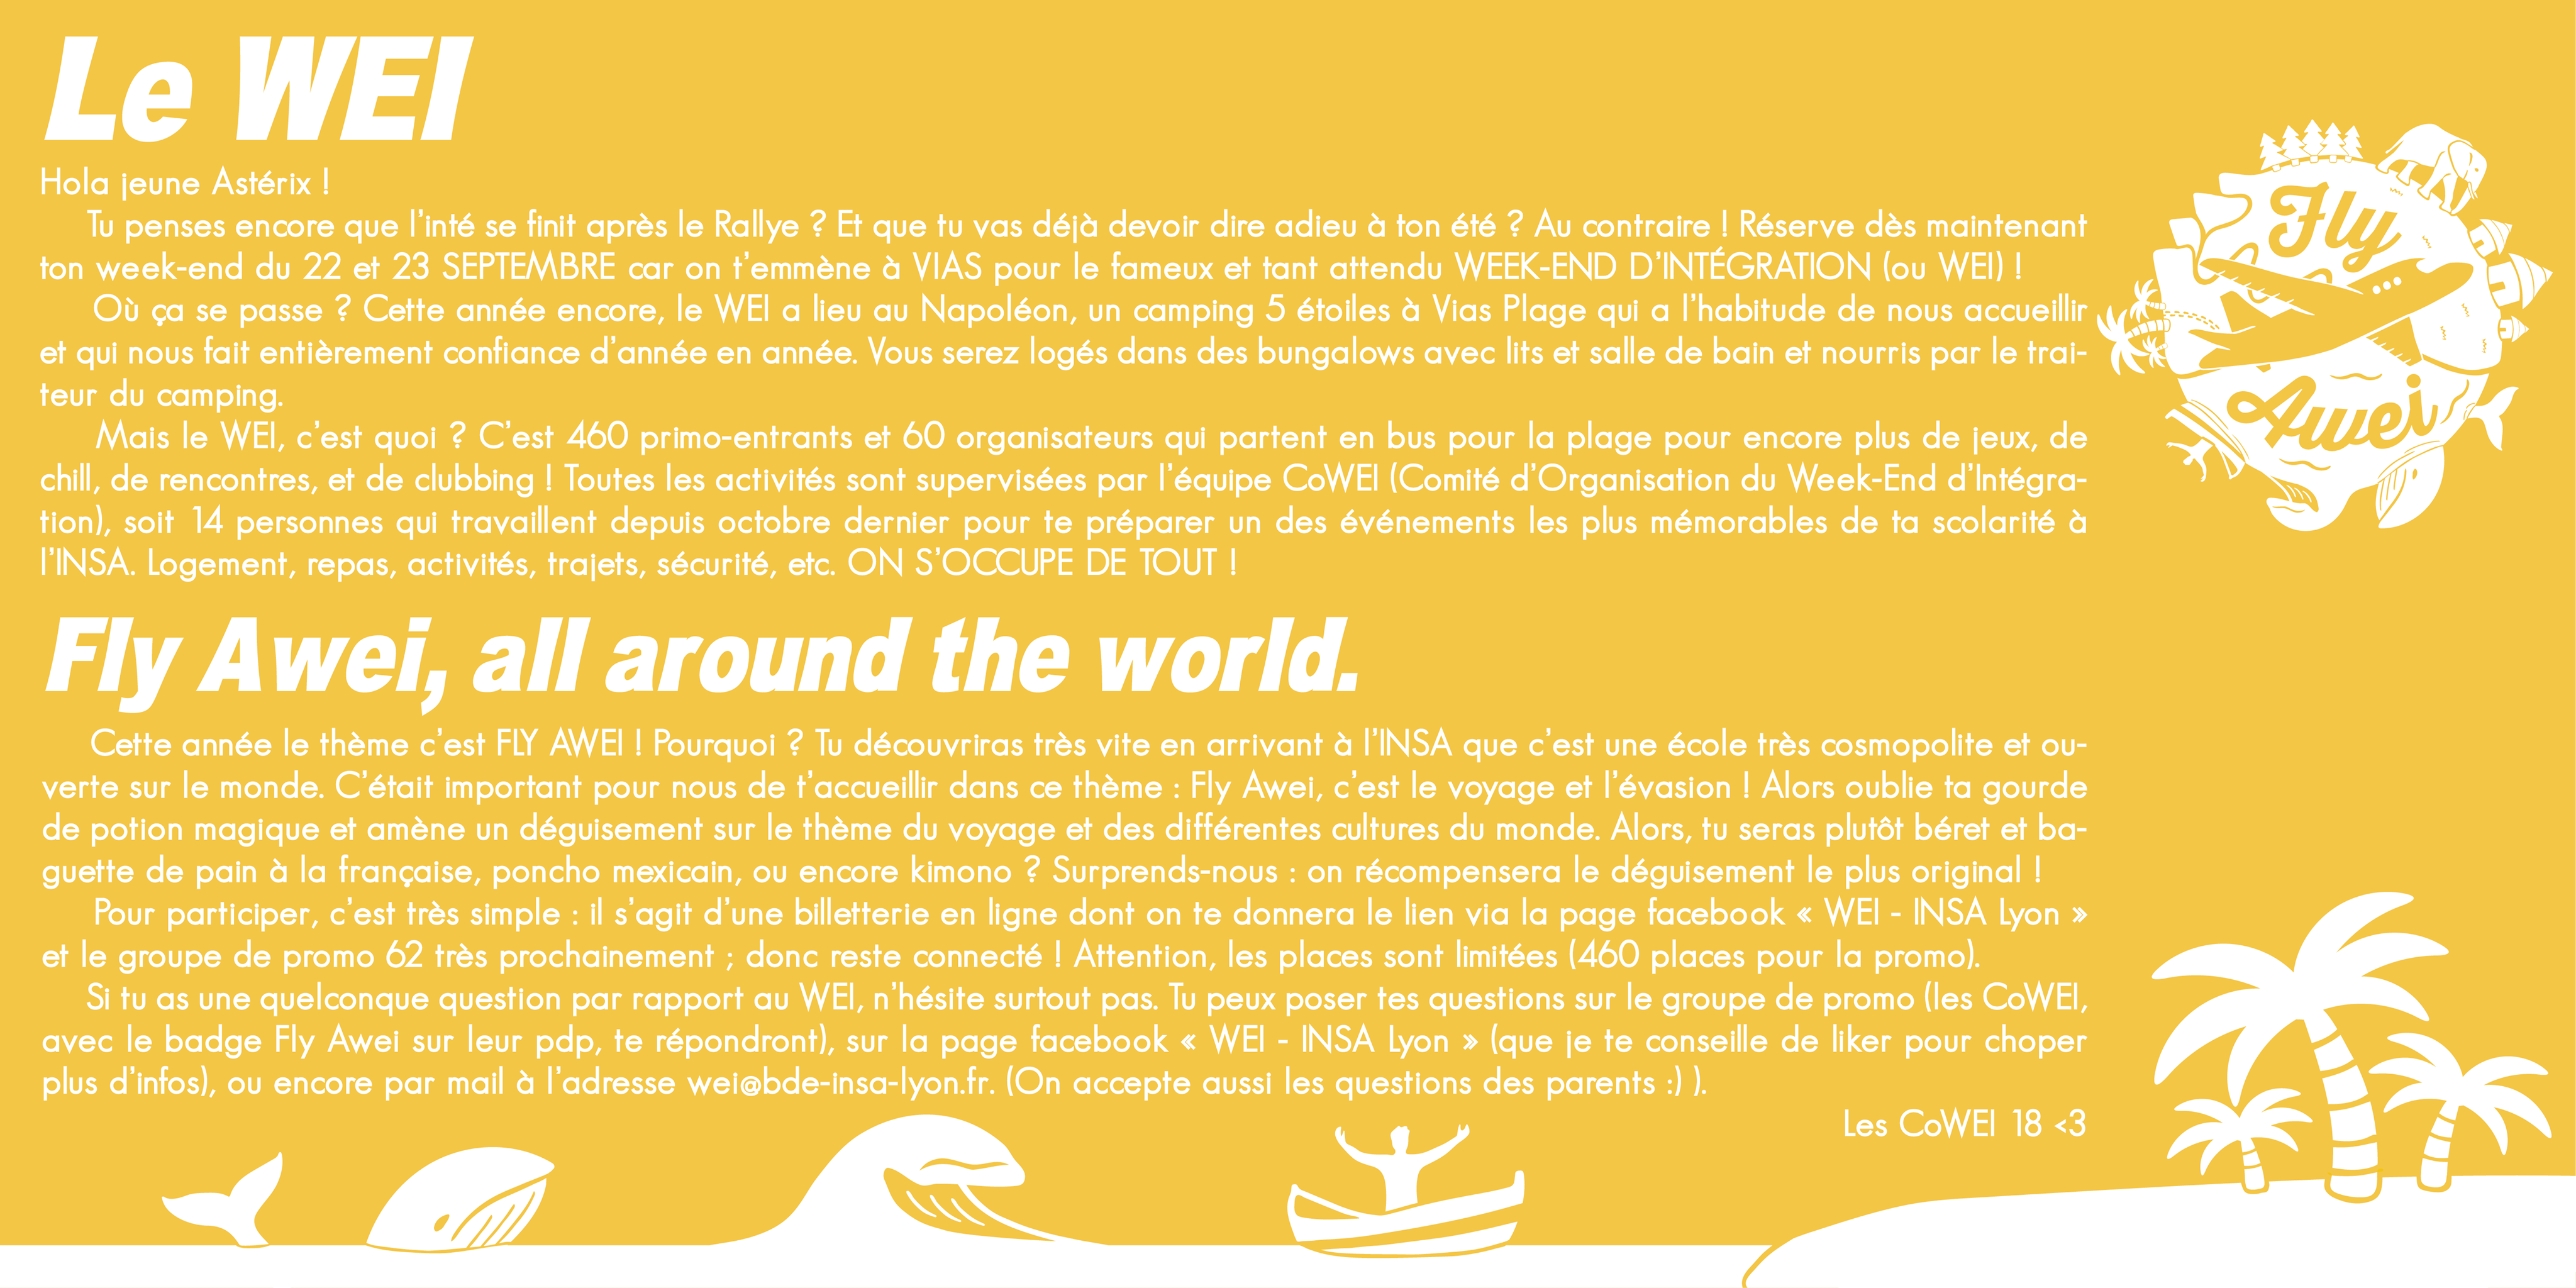 Le WEI
Hola jeune Astérix !
Tu penses encore que l'inté se finit après le Rallye ? Et que tu vas déjà devoir dire adieu à ton été ? Au contraire ! Réserve dès maintenant
ton week-end du 22 et 23 SEPTEMBRE car on t'emmène à VIAS pour le fameux et tant attendu WEEK-END D'INTÉGRATION (ou WEI) !
Où ça se passe ? Cette année encore, le WEI a lieu au Napoléon, un camping 5 étoiles à Vias Plage qui a l'habitude de nous accueillir
et qui nous fait entièrement confiance d'année en année. Vous serez logés dans des bungalows avec lits et salle de bain et nourris par le trai-
teur du camping.
Mais le WEI, c'est quoi ? C'est 460 primo-entrants et 60 organisateurs qui partent en bus pour la plage pour encore plus de jeux, de
chill, de rencontres, et de clubbing ! Toutes les activités sont supervisées par l'équipe CoWEI (Comité d'Organisation du Week-End d'Intégra-
tion), soit 14 personnes qui travaillent depuis octobre dernier pour te préparer un des événements les plus mémorables de ta scolarité à
l'INSA. Logement, repas, activités, trajets, sécurité, etc. ON S'OCCUPE DE TOUT !
Fly
Awei
Fly Awei, all around the world.
Cette année le thème c'est FLY AWEI ! Pourquoi ? Tu découvriras très vite en arrivant à l'INSA que c'est une école très cosmopolite et ou-
verte sur le monde. C'était important pour nous de t'accueillir dans ce thème : Fly Awei, c'est le voyage et l'évasion ! Alors oublie ta gourde
de potion magique et amène un déguisement sur le thème du voyage et des différentes cultures du monde. Alors, tu seras plutôt béret et ba-
guette de pain à la française, poncho mexicain, ou encore kimono ? Surprends-nous : on récompensera le déguisement le plus original !
Pour participer, c'est très simple : il s'agit d'une billetterie en ligne dont on te donnera le lien via la page facebook « WEI - INSA Lyon »
et le groupe de promo 62 très prochainement ; donc reste connecté ! Attention, les places sont limitées (460 places pour la promo).
Si tu as une quelconque question par rapport au WEI, n'hésite surtout pas. Tu peux poser tes questions sur le groupe de promo (les CoWEI,
avec le badge Fly Awei sur leur pdp, te répondront), sur la page facebook « WEI - INSA Lyon » (que je te conseille de liker pour choper
plus d'infos), ou encore par mail à l'adresse wei@bde-insa-lyon.fr. (On accepte aussi les questions des parents :) ).
Les CoWEI 18 <3